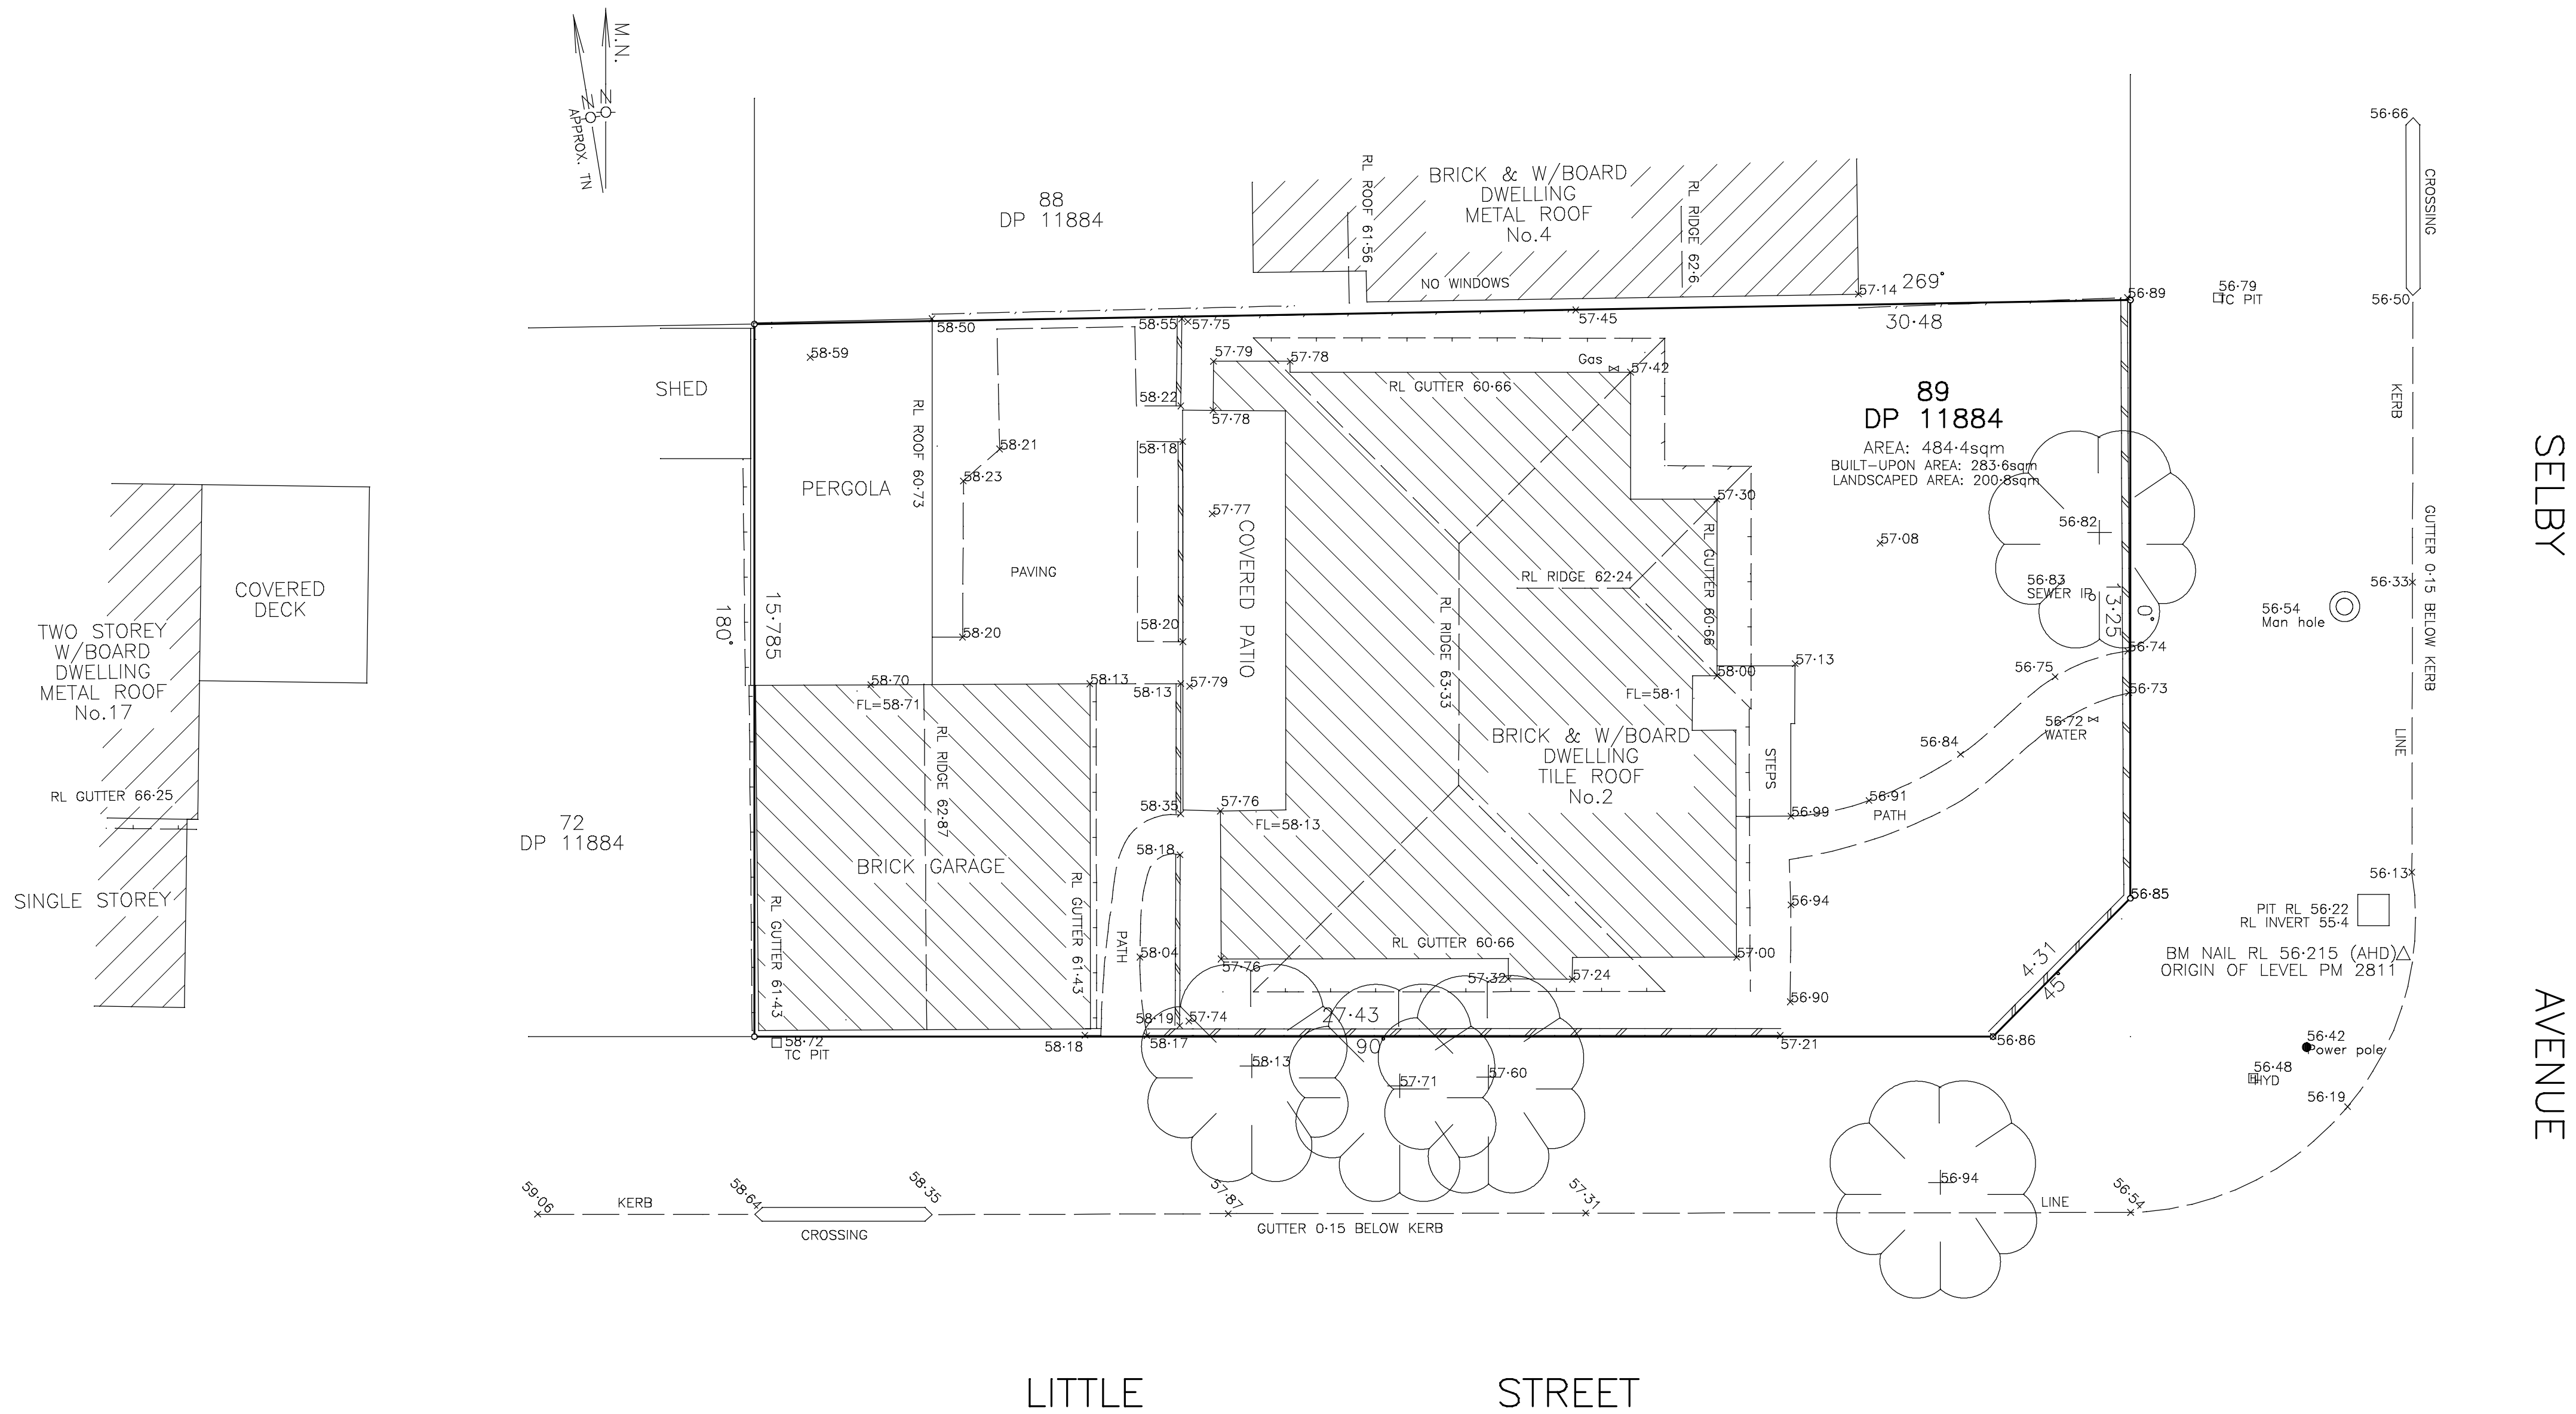 M.N.
N
N
APPROX. TN
88
DP 11884
RL ROOF 61·56
BRICK & W/BOARD
DWELLING
METAL ROOF
No.4
RL RIDGE 62·6
NO WINDOWS
57·14
269°
30·48
56·89
56·79
TC PIT
56·66
CROSSING
56·50
58·50
58·55
57·75
57·45
58·59
SHED
57·79
57·78
Gas
57·42
RL GUTTER 60·66
58·22
57·78
89
DP 11884
AREA: 484·4sqm
BUILT-UPON AREA: 283·6sqm
LANDSCAPED AREA: 200·8sqm
KERB
SELBY
RL ROOF 60·73
58·21
58·18
58·23
PERGOLA
57·77
COVERED PATIO
57·30
RL GUTTER 60·66
56·82
57·08
GUTTER 0·15 BELOW KERB
PAVING
RL RIDGE 62·24
56·83
SEWER IP
56·33
13·25
0°
56·54
Man hole
COVERED
DECK
TWO STOREY
W/BOARD
DWELLING
METAL ROOF
No.17
180°
15·785
58·20
58·20
RL RIDGE 63·33
56·74
57·13
58·00
56·75
58·70
FL=58·71
58·13
58·13
57·79
FL=58·1
56·73
56·72
WATER
RL RIDGE 62·87
BRICK & W/BOARD
DWELLING
TILE ROOF
No.2
STEPS
56·84
LINE
RL GUTTER 66·25
58·35
57·76
FL=58·13
56·99
56·91
PATH
72
DP 11884
58·18
BRICK GARAGE
56·13
SINGLE STOREY
RL GUTTER 61·43
RL GUTTER 61·43
PATH
56·94
56·85
PIT RL 56·22
RL INVERT 55·4
58·04
57·76
RL GUTTER 60·66
57·00
57·32
57·24
4·31
45°
BM NAIL RL 56·215 (AHD)
ORIGIN OF LEVEL PM 2811
56·90
58·19
57·74
27·43
90°
58·72
TC PIT
58·18
58·17
57·21
56·86
56·42
Power pole
58·13
57·71
57·60
56·48
H
HYD
56·19
AVENUE
59·06
KERB
58·64
58·35
CROSSING
57·87
GUTTER 0·15 BELOW KERB
57·31
56·94
LINE
56·54
LITTLE STREET